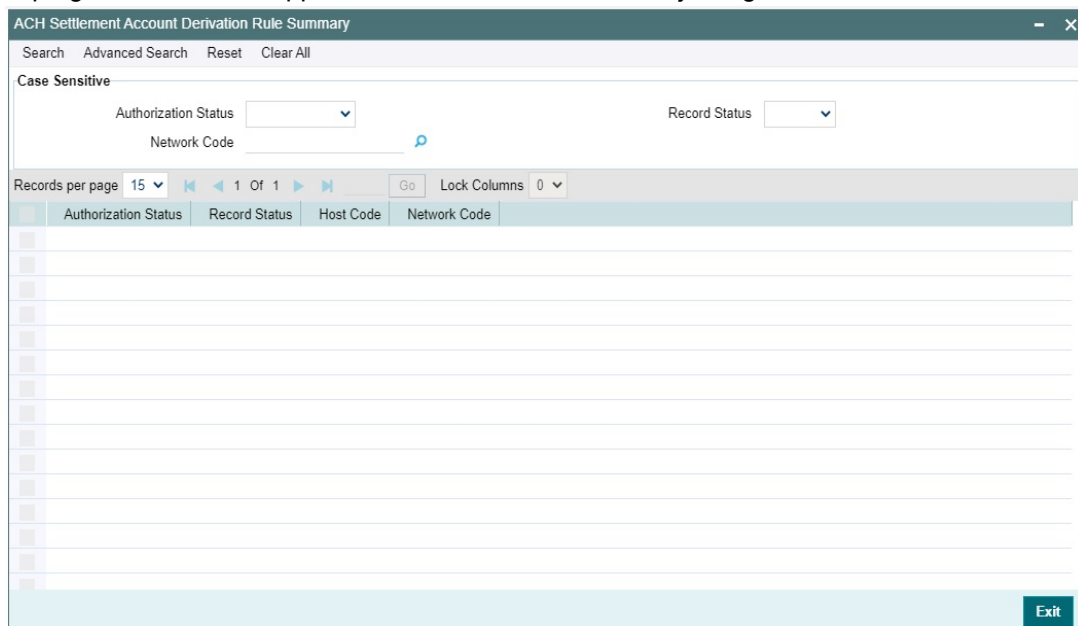 ACH Settlement Account Derivation Rule Summary
Search Advanced Search Reset Clear All
Case Sensitive
Authorization Status Record Status
Network Code
Records per page 15 1 Of 1 Go Lock Columns 0
Authorization Status Record Status Host Code Network Code
Exit